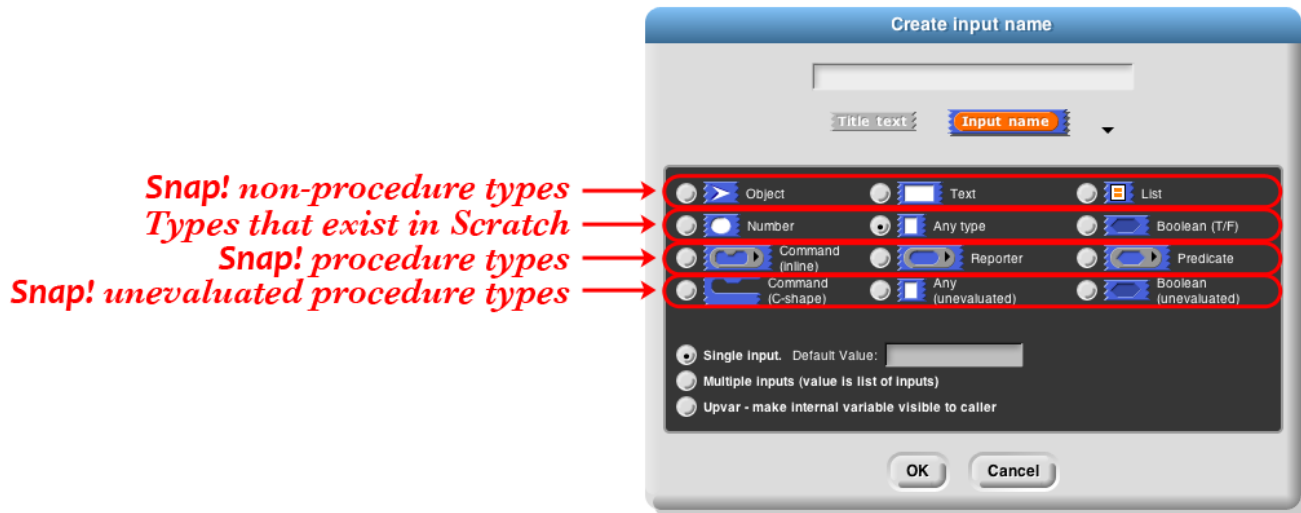 Create input name
Title text
Input name
Snap! non-procedure types
Object
Text
List
Types that exist in Scratch
Number
Any type
Boolean (T/F)
Snap! procedure types
Command
(inline)
Reporter
Predicate
Snap! unevaluated procedure types
Command
(C-shape)
Any
(unevaluated)
Boolean
(unevaluated)
Single input. Default Value:
Multiple inputs (value is list of inputs)
Upvar - make internal variable visible to caller
OK
Cancel